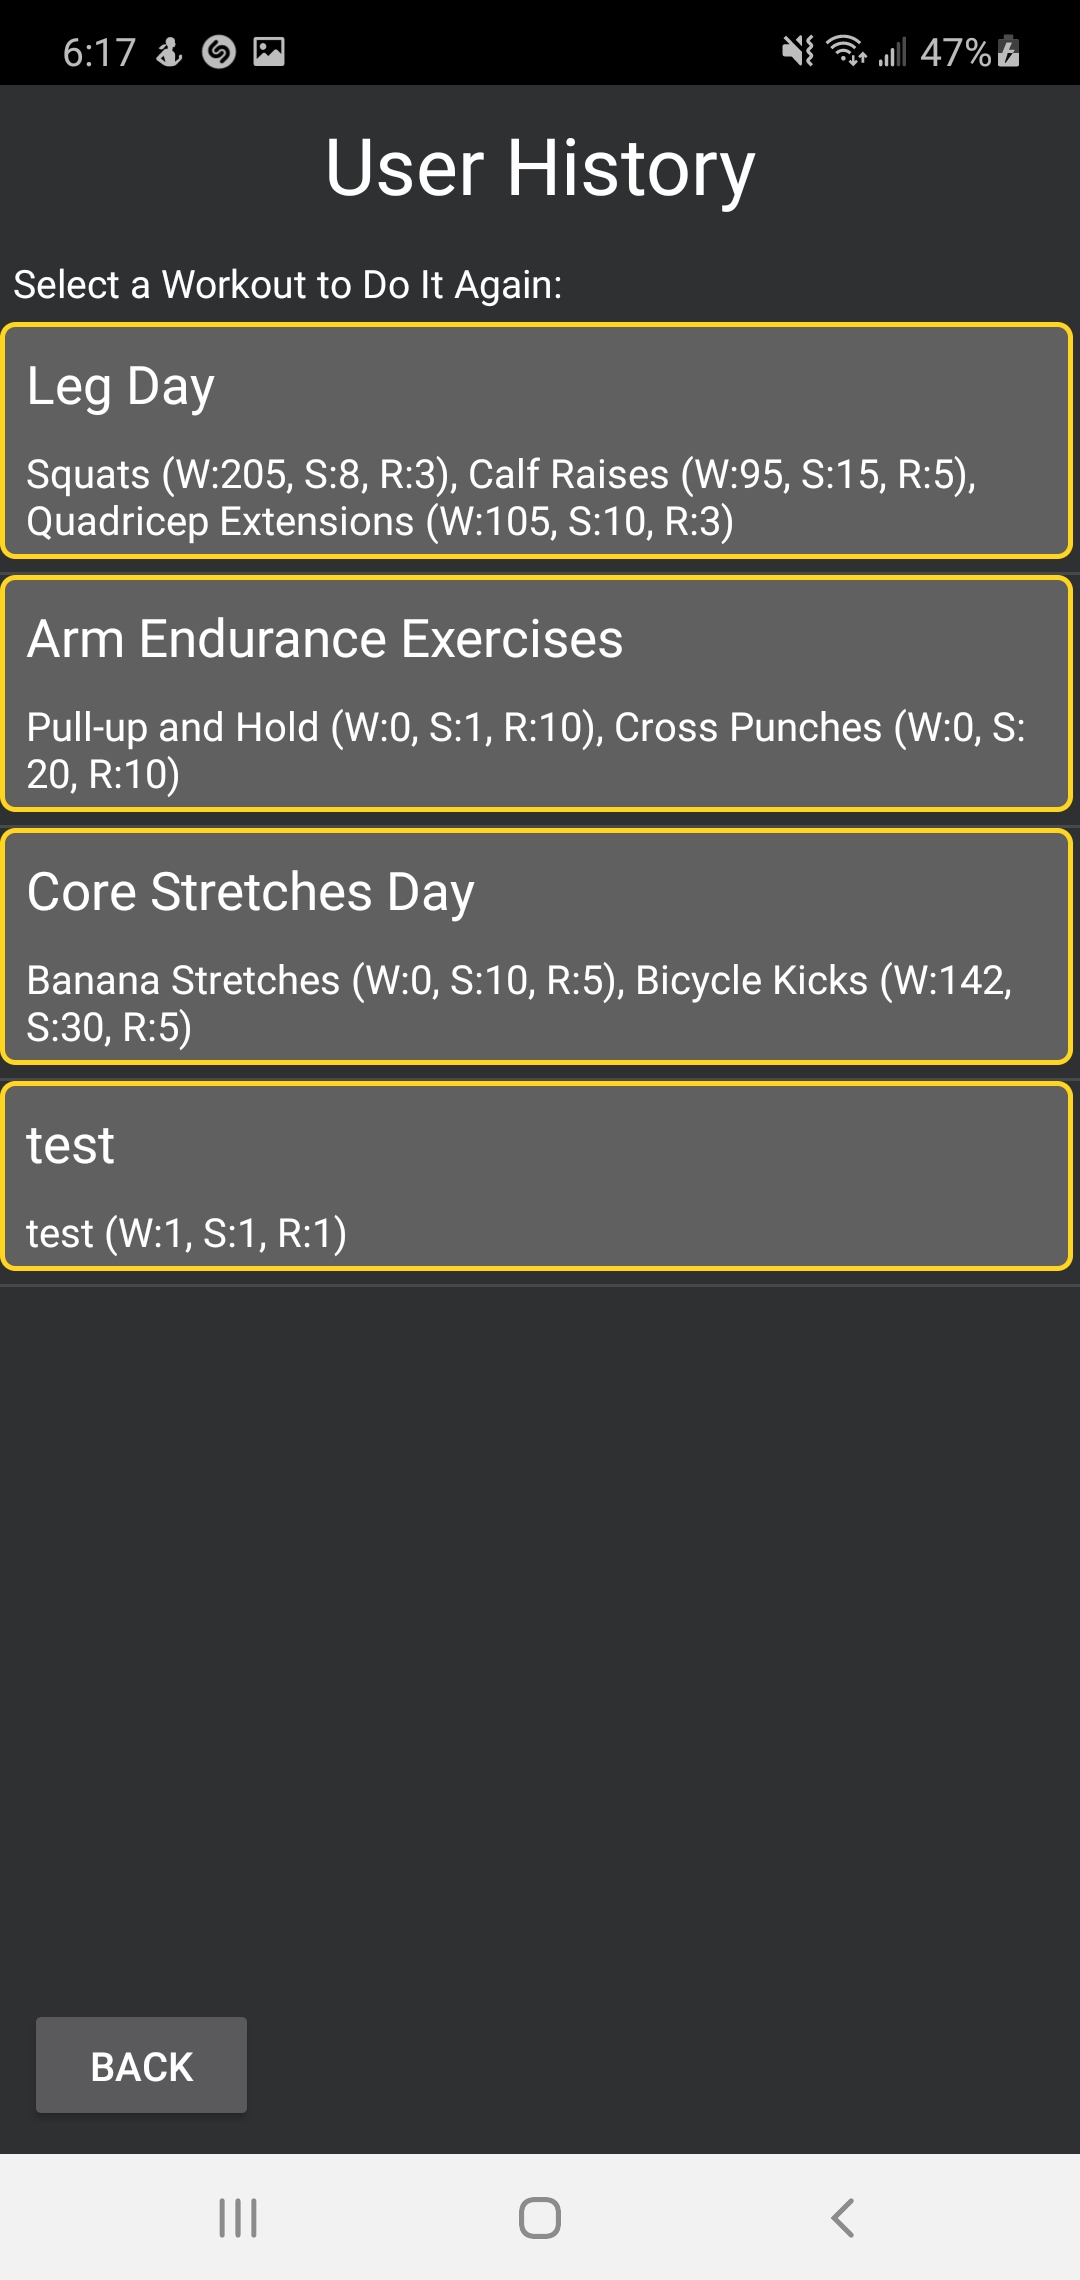 6:17
47%
User History
Select a Workout to Do It Again:
Leg Day
Squats (W:205, S:8, R:3), Calf Raises (W:95, S:15, R:5),
Quadricep Extensions (W:105, S:10, R:3)
Arm Endurance Exercises
Pull-up and Hold (W:0, S:1, R:10), Cross Punches (W:0, S:
20, R:10)
Core Stretches Day
Banana Stretches (W:0, S:10, R:5), Bicycle Kicks (W:142,
S:30, R:5)
test
test (W:1, S:1, R:1)
BACK